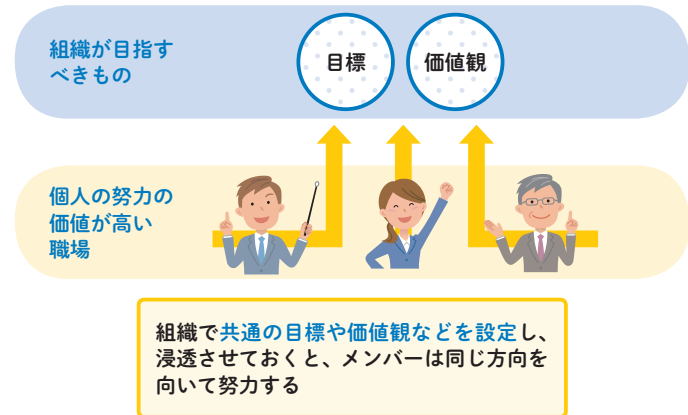 組織が目指す
べきもの
目標
価値観
個人の努力の
価値が高い
職場
組織で共通の目標や価値観などを設定し、
浸透させておくと、メンバーは同じ方向を
向いて努力する